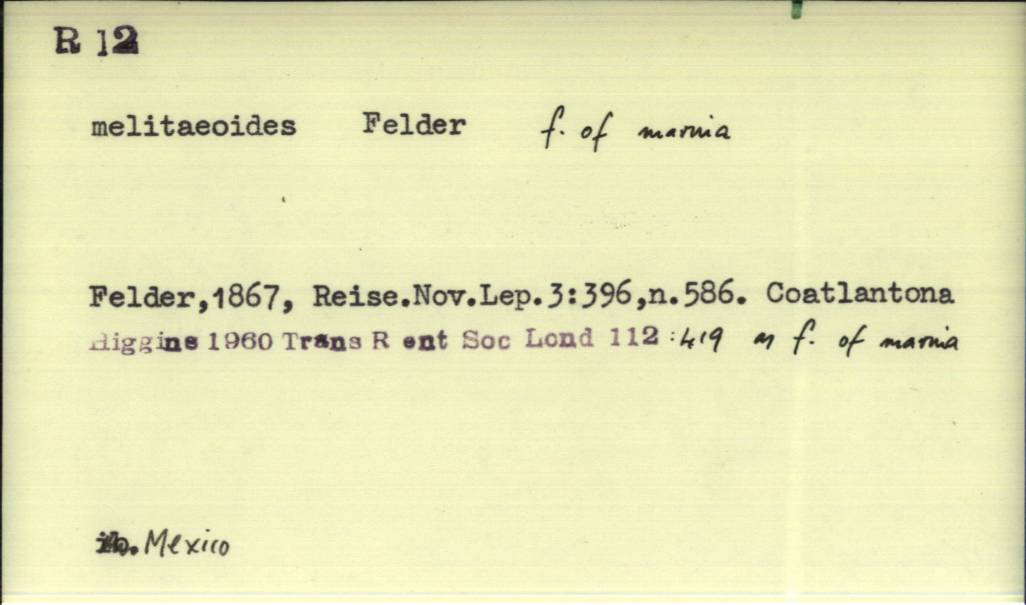 R 12
melitaeoides Felder f. of marnia
Felder,1867, Reise.Nov.Lep.3:396,n.586. Coatlantona
Higgins 1960 Trans R ent Soc Lond 112 :419 f. of marnia
Mexico